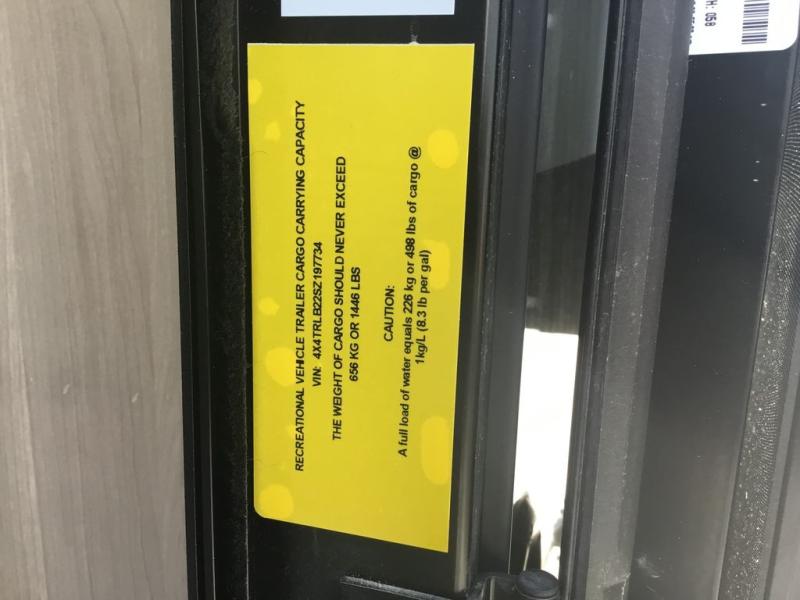 RECREATIONAL VEHICLE TRAILER CARGO CARRYING CAPACITY
VIN: 4X4TRLB22SZ197734
THE WEIGHT OF CARGO SHOULD NEVER EXCEED
656 KG OR 1446 LBS
CAUTION:
A full load of water equals 226 kg or 498 lbs of cargo @
1kg/L (8.3 lb per gal)
H: 058